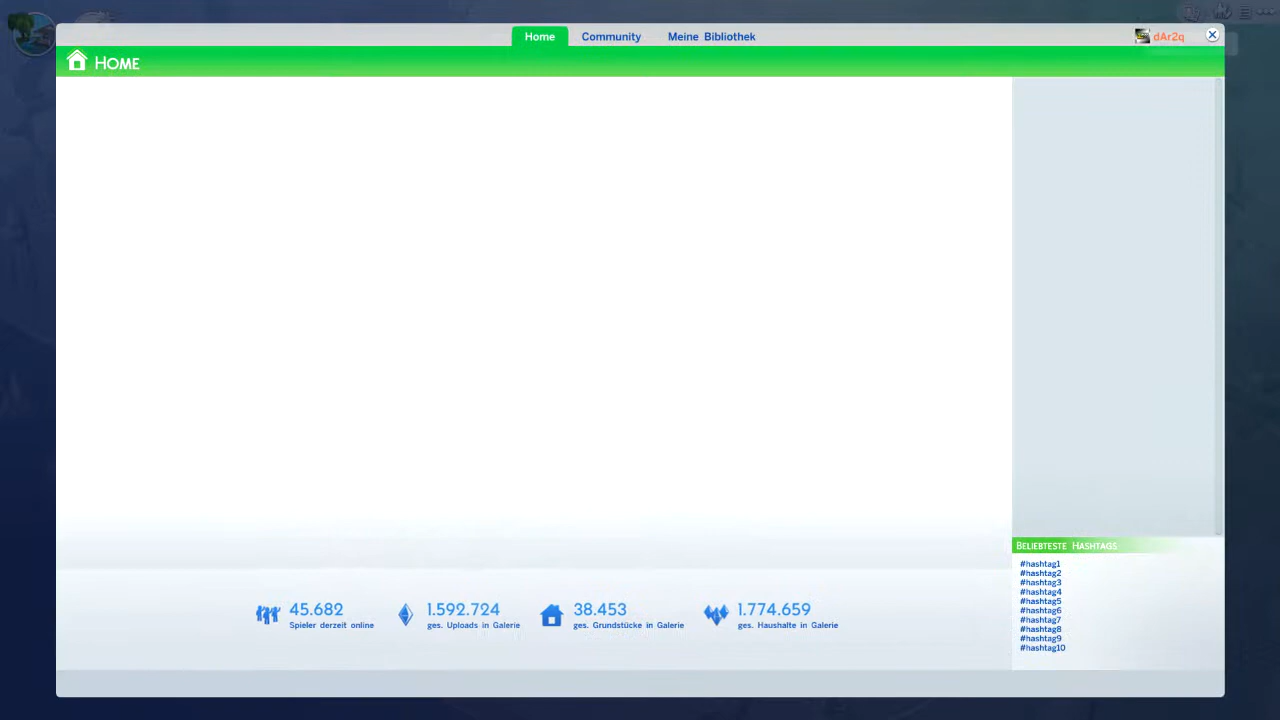 Home Community Meine Bibliothek dAr2q
Home
45.682 1.592.724 38.453 1.774.659
Spieler derzeit online ges. Uploads in Galerie ges. Grundstücke in Galerie ges. Haushalte in Galerie
Beliebteste Hashtags
#hashtag1
#hashtag2
#hashtag3
#hashtag4
#hashtag5
#hashtag6
#hashtag7
#hashtag8
#hashtag9
#hashtag10